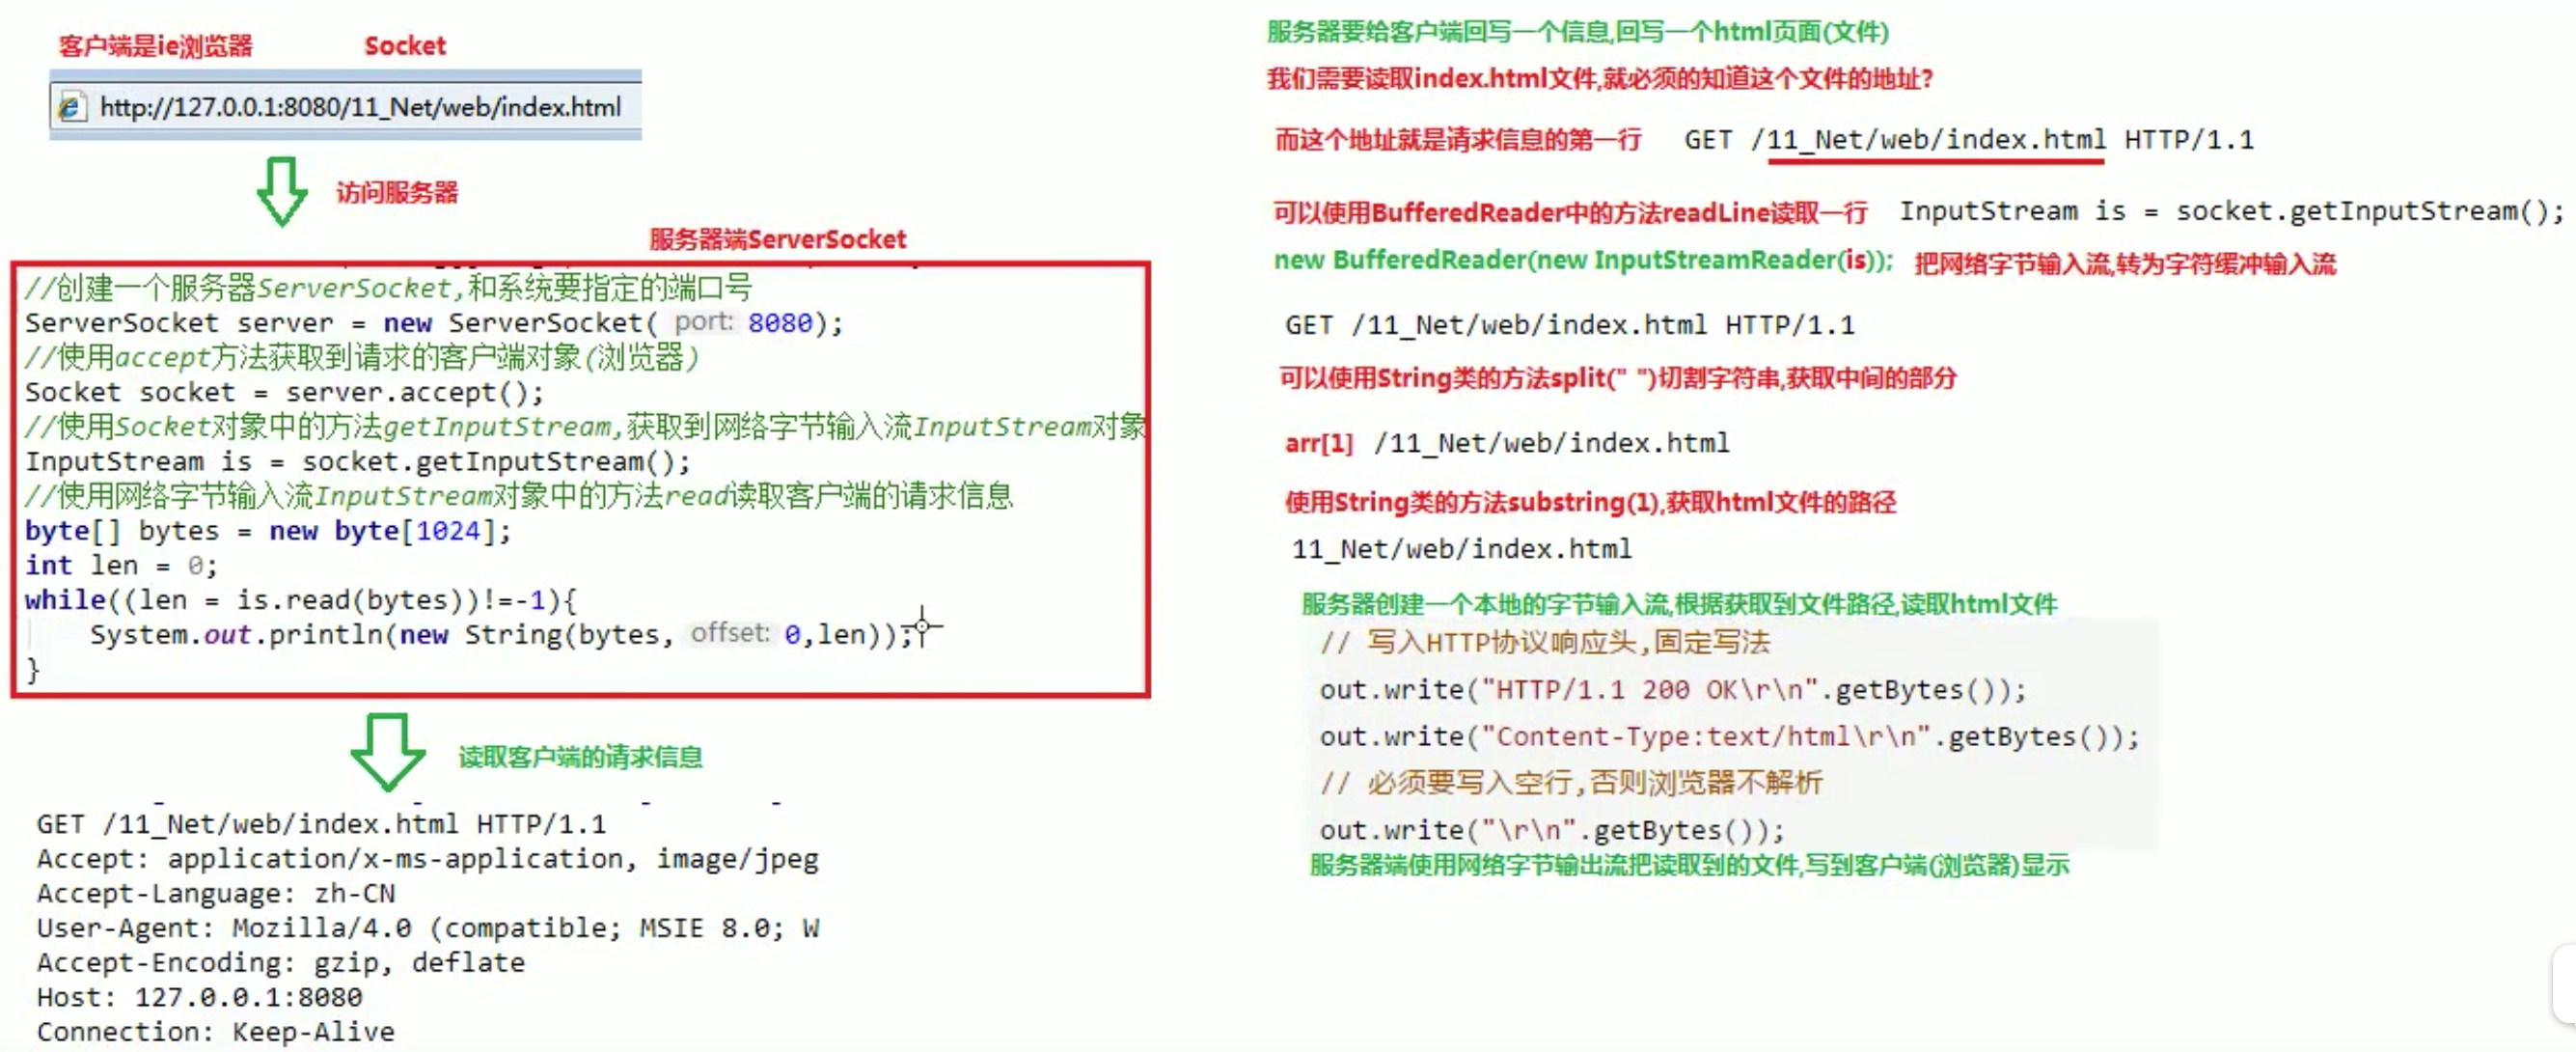 客户端是ie浏览器 Socket
http://127.0.0.1:8080/11_Net/web/index.html
访问服务器
服务器端ServerSocket
//创建一个服务器ServerSocket,和系统要指定的端口号
ServerSocket server = new ServerSocket( port: 8080);
//使用accept方法获取到请求的客户端对象(浏览器)
Socket socket = server.accept();
//使用Socket对象中的方法getInputStream,获取到网络字节输入流InputStream对象
InputStream is = socket.getInputStream();
//使用网络字节输入流InputStream对象中的方法read读取客户端的请求信息
byte[] bytes = new byte[1024];
int len = 0;
while((len = is.read(bytes))!=-1){
System.out.println(new String(bytes, offset: 0,len));
}
读取客户端的请求信息
GET /11_Net/web/index.html HTTP/1.1
Accept: application/x-ms-application, image/jpeg
Accept-Language: zh-CN
User-Agent: Mozilla/4.0 (compatible; MSIE 8.0; W
Accept-Encoding: gzip, deflate
Host: 127.0.0.1:8080
Connection: Keep-Alive
服务器要给客户端回写一个信息,回写一个html页面(文件)
我们需要读取index.html文件,就必须的知道这个文件的地址?
而这个地址就是请求信息的第一行 GET /11_Net/web/index.html HTTP/1.1
可以使用BufferedReader中的方法readLine读取一行 InputStream is = socket.getInputStream();
new BufferedReader(new InputStreamReader(is)); 把网络字节输入流,转为字符缓冲输入流
GET /11_Net/web/index.html HTTP/1.1
可以使用String类的方法split(" ")切割字符串,获取中间的部分
arr[1] /11_Net/web/index.html
使用String类的方法substring(1),获取html文件的路径
11_Net/web/index.html
服务器创建一个本地的字节输入流,根据获取到文件路径,读取html文件
// 写入HTTP协议响应头,固定写法
out.write("HTTP/1.1 200 OK\r\n".getBytes());
out.write("Content-Type:text/html\r\n".getBytes());
// 必须要写入空行,否则浏览器不解析
out.write("\r\n".getBytes());
服务器端使用网络字节输出流把读取到的文件,写到客户端(浏览器)显示